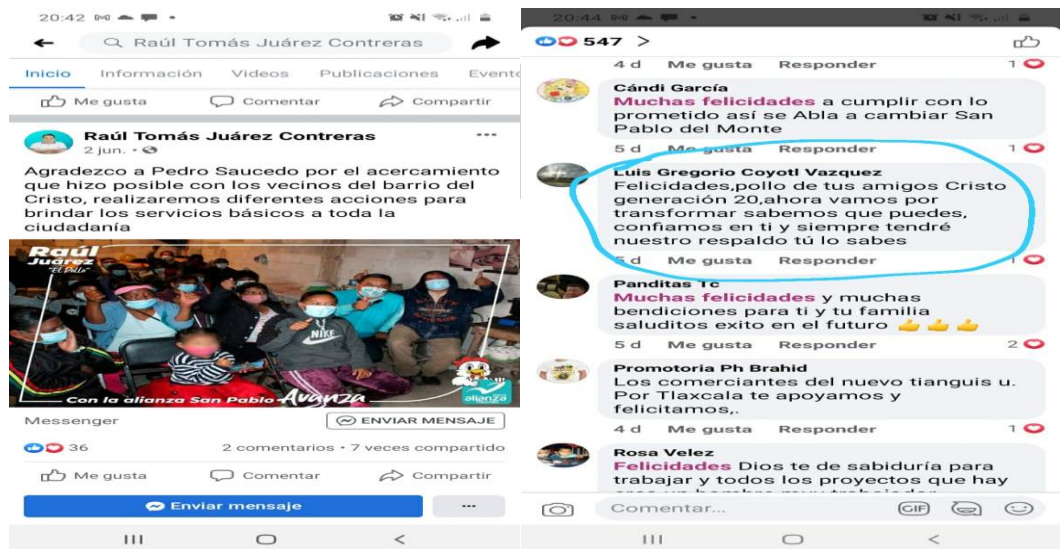 20:42
Raúl Tomás Juárez Contreras
Inicio Información Videos Publicaciones Evento
Me gusta Comentar Compartir
Raúl Tomás Juárez Contreras
2 jun.
Agradezco a Pedro Saucedo por el acercamiento
que hizo posible con los vecinos del barrio del
Cristo, realizaremos diferentes acciones para
brindar los servicios básicos a toda la
ciudadanía
Raúl
Juárez
"El Pollo"
NIKE
Con la alianza San Pablo Avanza
alianza
Messenger
ENVIAR MENSAJE
36 2 comentarios • 7 veces compartido
Me gusta Comentar Compartir
Enviar mensaje
20:44
547 >
4 d Me gusta Responder 1
Cándi García
Muchas felicidades a cumplir con lo
prometido así se Abla a cambiar San
Pablo del Monte
5 d Me gusta Responder 1
Luis Gregorio Coyotl Vazquez
Felicidades,pollo de tus amigos Cristo
generación 20,ahora vamos por
transformar sabemos que puedes,
confiamos en ti y siempre tendré
nuestro respaldo tú lo sabes
5 d Me gusta Responder 1
Panditas Tc
Muchas felicidades y muchas
bendiciones para ti y tu familia
saluditos exito en el futuro 👍👍👍
5 d Me gusta Responder 2
Promotoria Ph Brahid
Los comerciantes del nuevo tianguis u.
Por Tlaxcala te apoyamos y
felicitamos,.
4 d Me gusta Responder 1
Rosa Velez
Felicidades Dios te de sabiduría para
trabajar y todos los proyectos que hay
Comentar... GIF